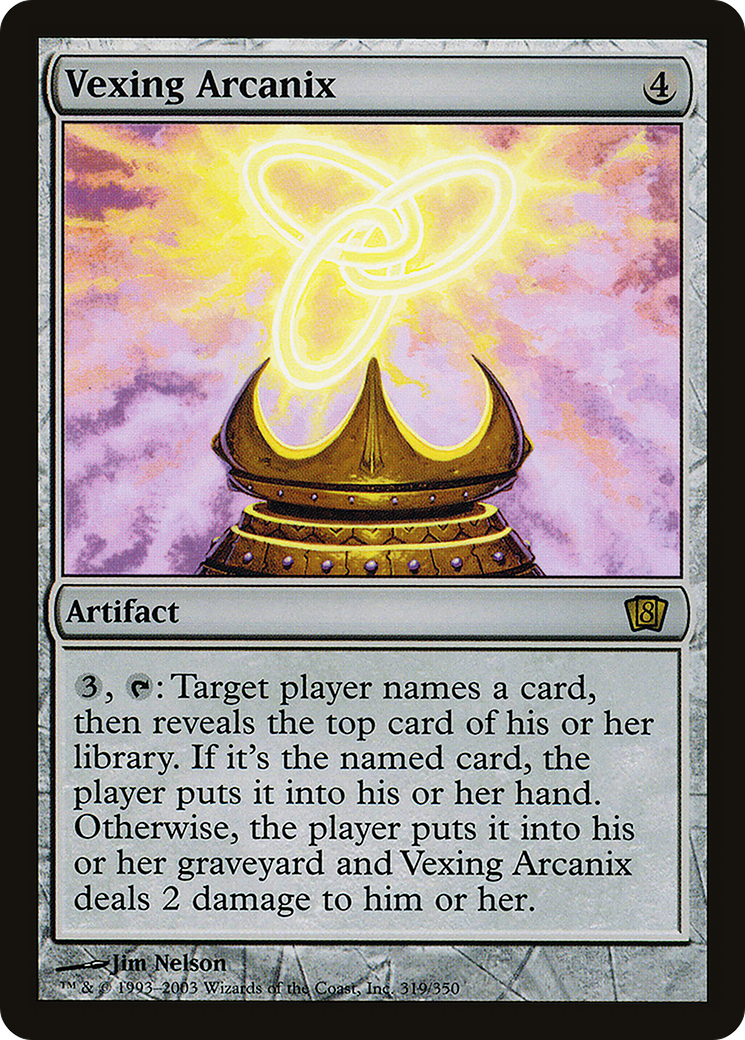 Vexing Arcanix 4
Artifact 8
3, : Target player names a card,
then reveals the top card of his or her
library. If it's the named card, the
player puts it into his or her hand.
Otherwise, the player puts it into his
or her graveyard and Vexing Arcanix
deals 2 damage to him or her.
Jim Nelson
™ & © 1993–2003 Wizards of the Coast, Inc. 319/350